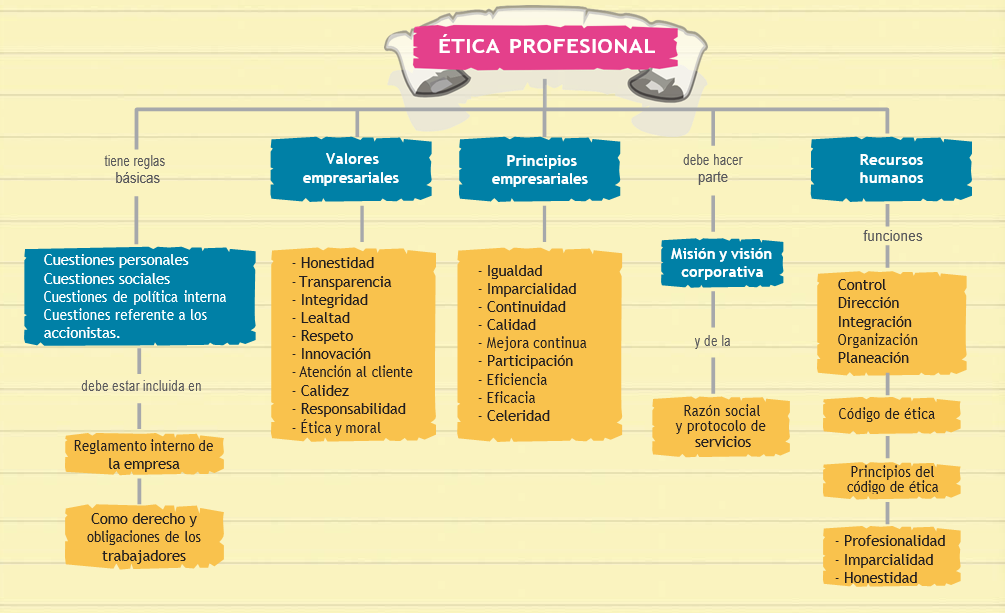 ÉTICA PROFESIONAL
tiene reglas
básicas
Cuestiones personales
Cuestiones sociales
Cuestiones de política interna
Cuestiones referente a los
accionistas.
debe estar incluida en
Reglamento interno de
la empresa
Como derecho y
obligaciones de los
trabajadores
Valores
empresariales
- Honestidad
- Transparencia
- Integridad
- Lealtad
- Respeto
- Innovación
- Atención al cliente
- Calidez
- Responsabilidad
- Ética y moral
Principios
empresariales
- Igualdad
- Imparcialidad
- Continuidad
- Calidad
- Mejora continua
- Participación
- Eficiencia
- Eficacia
- Celeridad
debe hacer
parte
Misión y visión
corporativa
y de la
Razón social
y protocolo de
servicios
Recursos
humanos
funciones
Control
Dirección
Integración
Organización
Planeación
Código de ética
Principios del
código de ética
- Profesionalidad
- Imparcialidad
- Honestidad